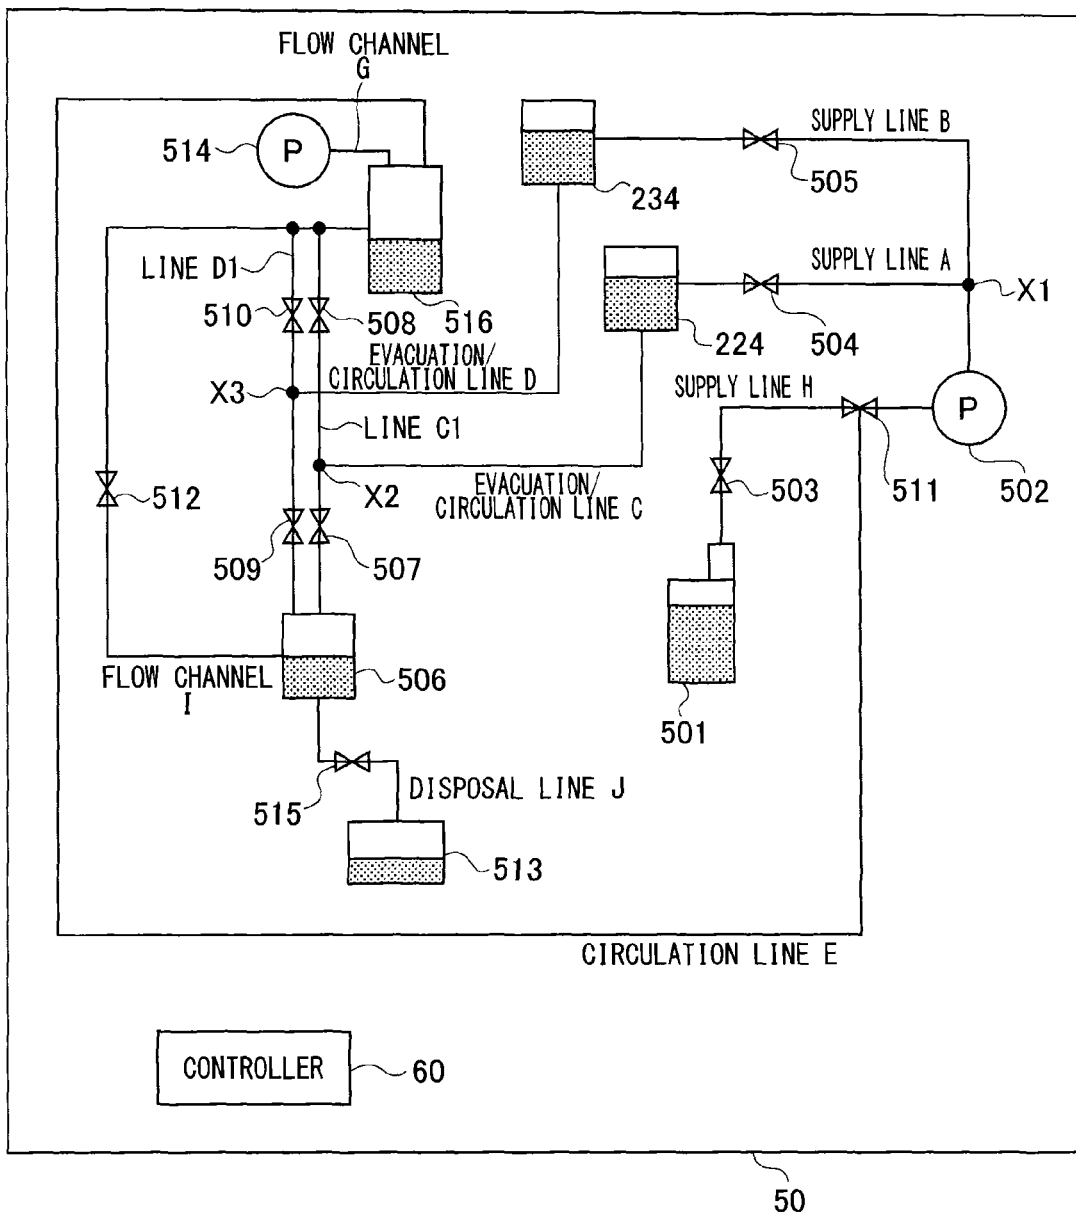 FLOW CHANNEL
G
514
P
SUPPLY LINE B
505
234
LINE D1
SUPPLY LINE A
X1
510
508
516
504
224
EVACUATION/
CIRCULATION LINE D
X3
SUPPLY LINE H
P
LINE C1
512
X2
EVACUATION/
CIRCULATION LINE C
503
511
502
509
507
FLOW CHANNEL
I
506
501
515
DISPOSAL LINE J
513
CIRCULATION LINE E
CONTROLLER
60
50